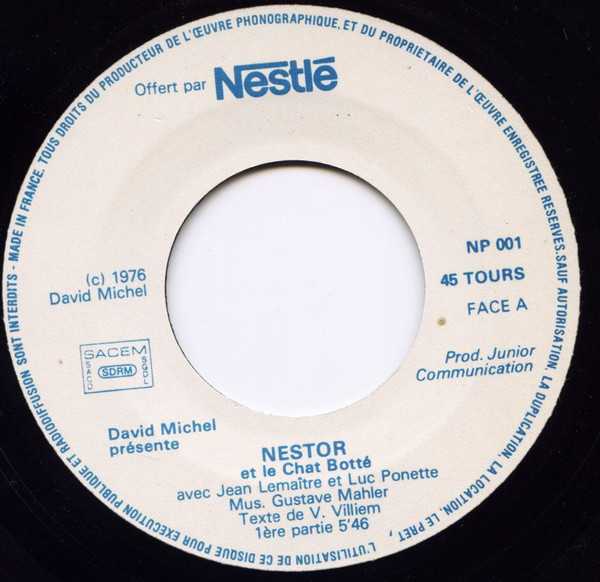 TOUS DROITS DU PRODUCTEUR DE L'ŒUVRE PHONOGRAPHIQUE, ET DU PROPRIETAIRE DE L'ŒUVRE ENREGISTREE RESERVES. SAUF AUTORISATION, LA DUPLICATION, LA LOCATION, LE PRET, L'UTILISATION DE CE DISQUE POUR EXECUTION PUBLIQUE ET RADIODIFFUSION SONT INTERDITS - MADE IN FRANCE.
Offert par Nestlé
NP 001
45 TOURS
FACE A
(c) 1976
David Michel
SACEM
SACD
SDRM
SGDL
Prod. Junior
Communication
David Michel
présente
NESTOR
et le Chat Botté
avec Jean Lemaître et Luc Ponette
Mus. Gustave Mahler
Texte de V. Villiem
1ère partie 5'46